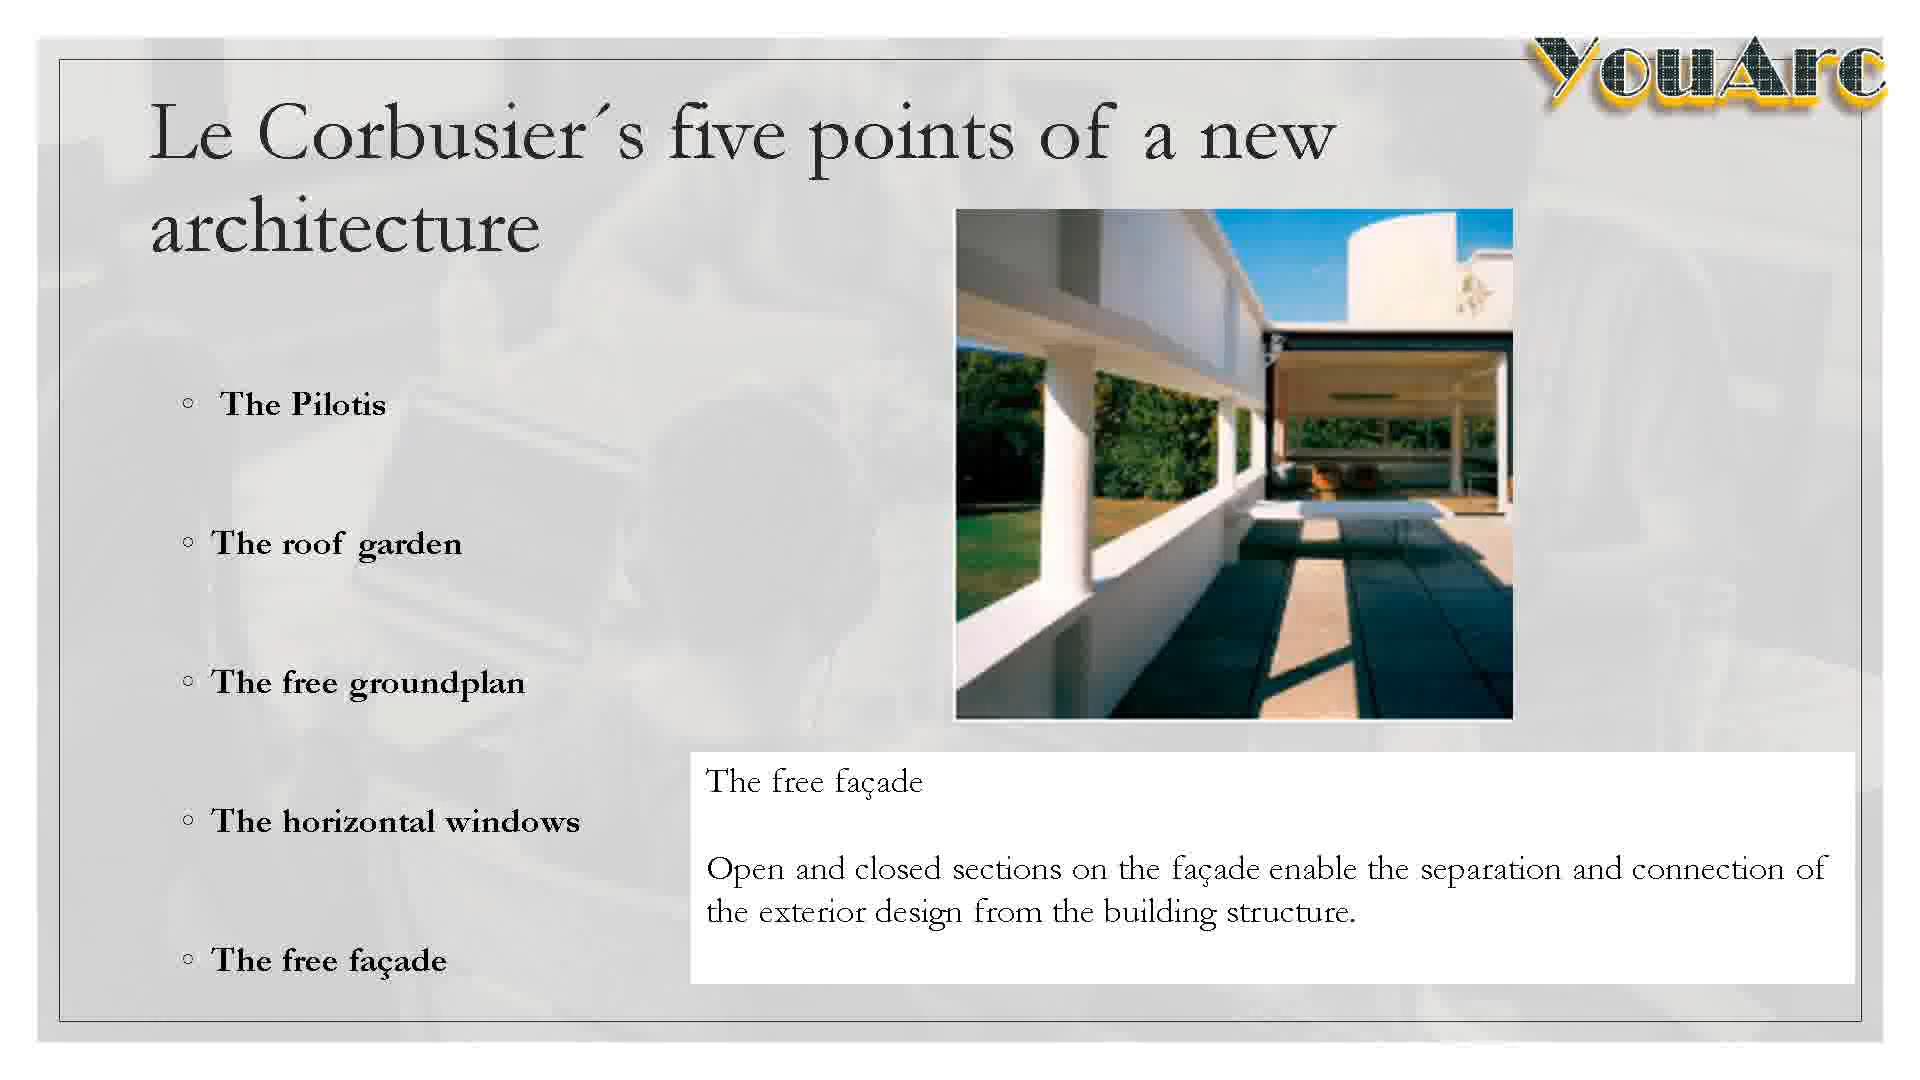 YouArc
Le Corbusier´s five points of a new
architecture
◦ The Pilotis
◦ The roof garden
◦ The free groundplan
◦ The horizontal windows
◦ The free façade
The free façade
Open and closed sections on the façade enable the separation and connection of
the exterior design from the building structure.